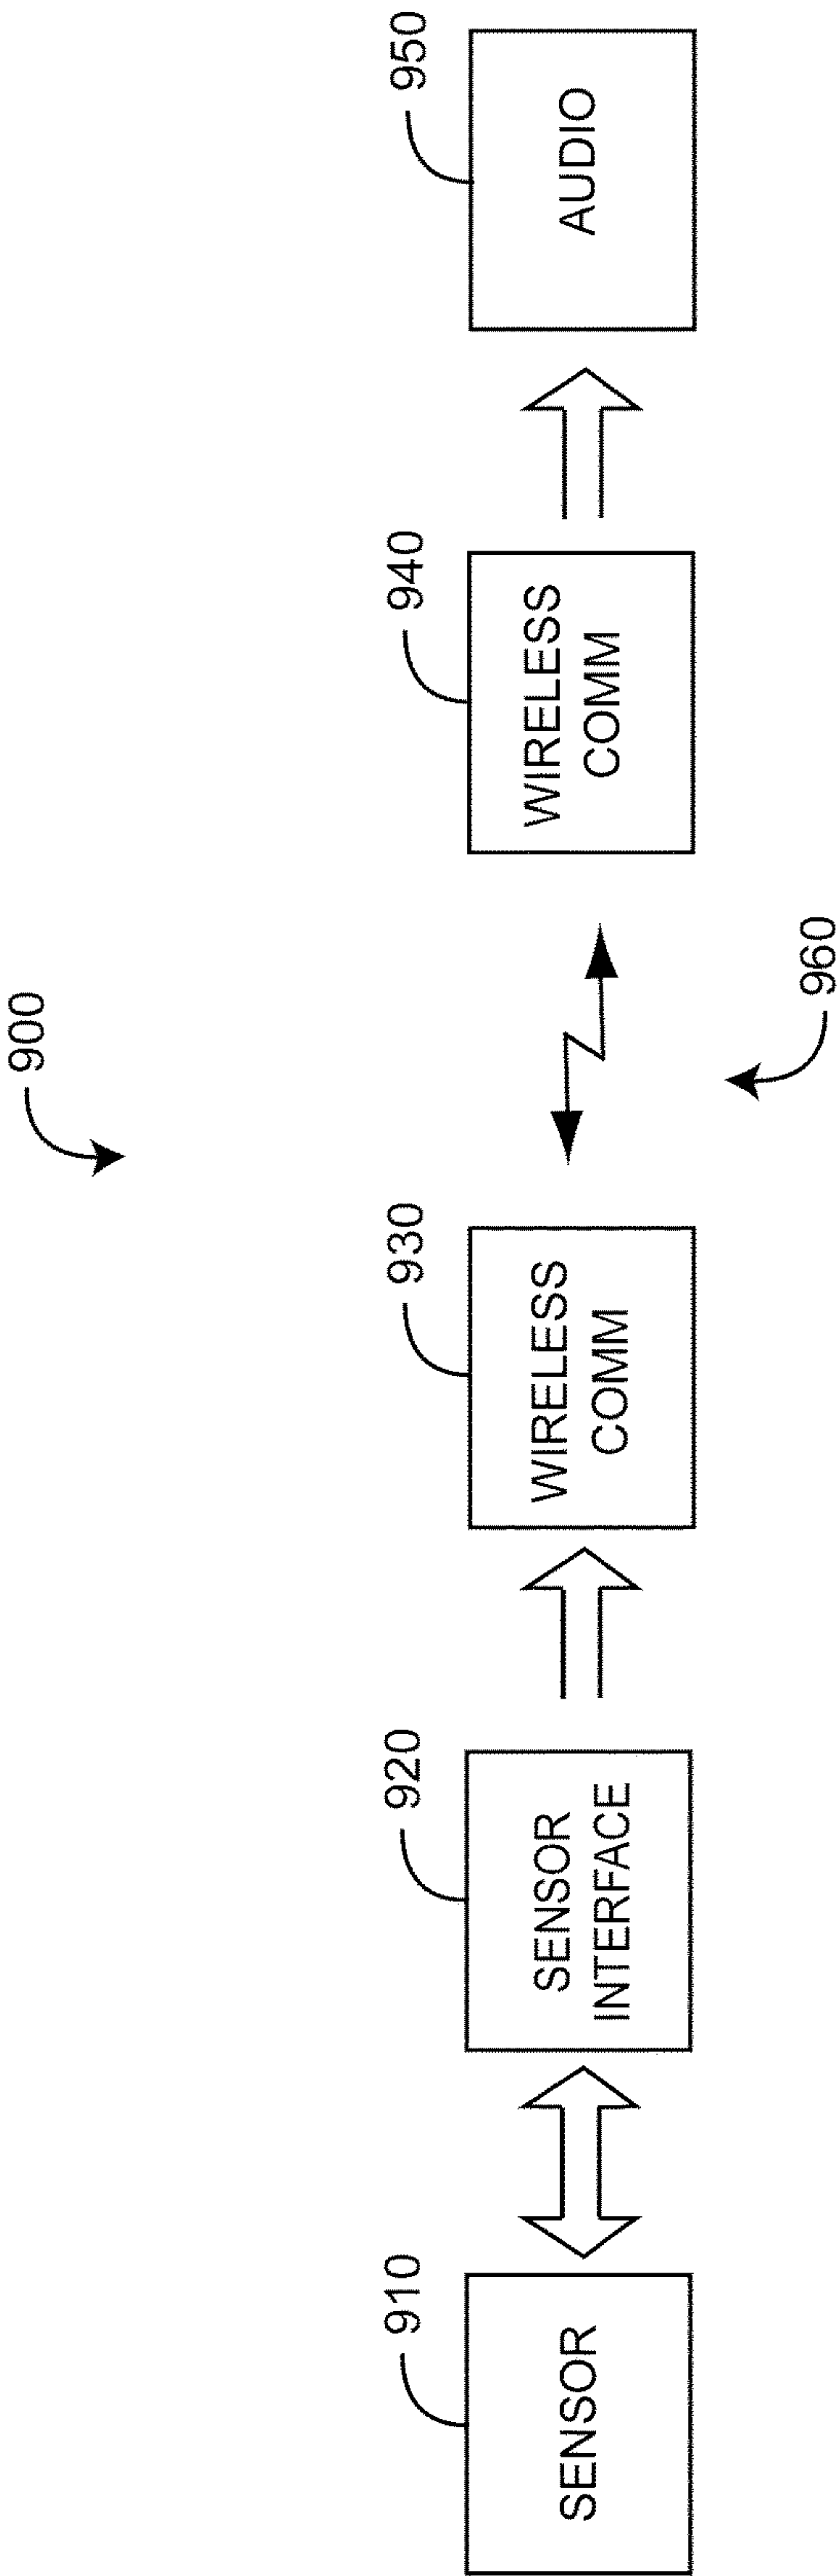 900
910
920
930
940
950
SENSOR
SENSOR
INTERFACE
WIRELESS
COMM
WIRELESS
COMM
AUDIO
960